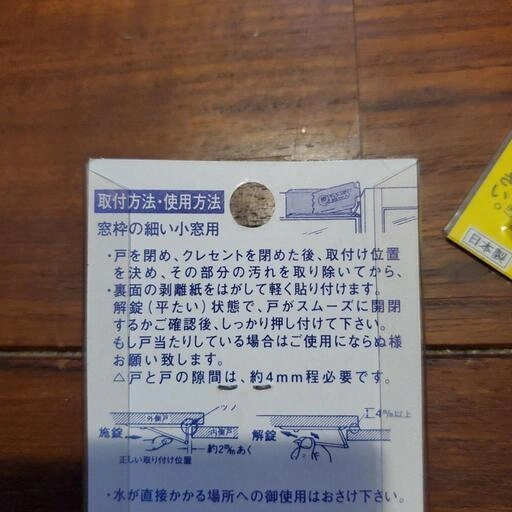 取付方法・使用方法
窓枠の細い小窓用
・戸を閉め、クレセントを閉めた後、取付け位置
を決め、その部分の汚れを取り除いてから、
・裏面の剥離紙をはがして軽く貼り付けます。
解錠（平たい）状態で、戸がスムーズに開閉
するかご確認後、しっかり押し付けて下さい。
もし戸当たりしている場合はご使用にならぬ様
お願い致します。
△戸と戸の隙間は、約4mm程必要です。
外側戸
ツノ
4㎜以上
施錠
内側戸
解錠
約2㎜あく
正しい取り付け位置
・水が直接かかる場所への御使用はおさけ下さい。
さい。
日本製